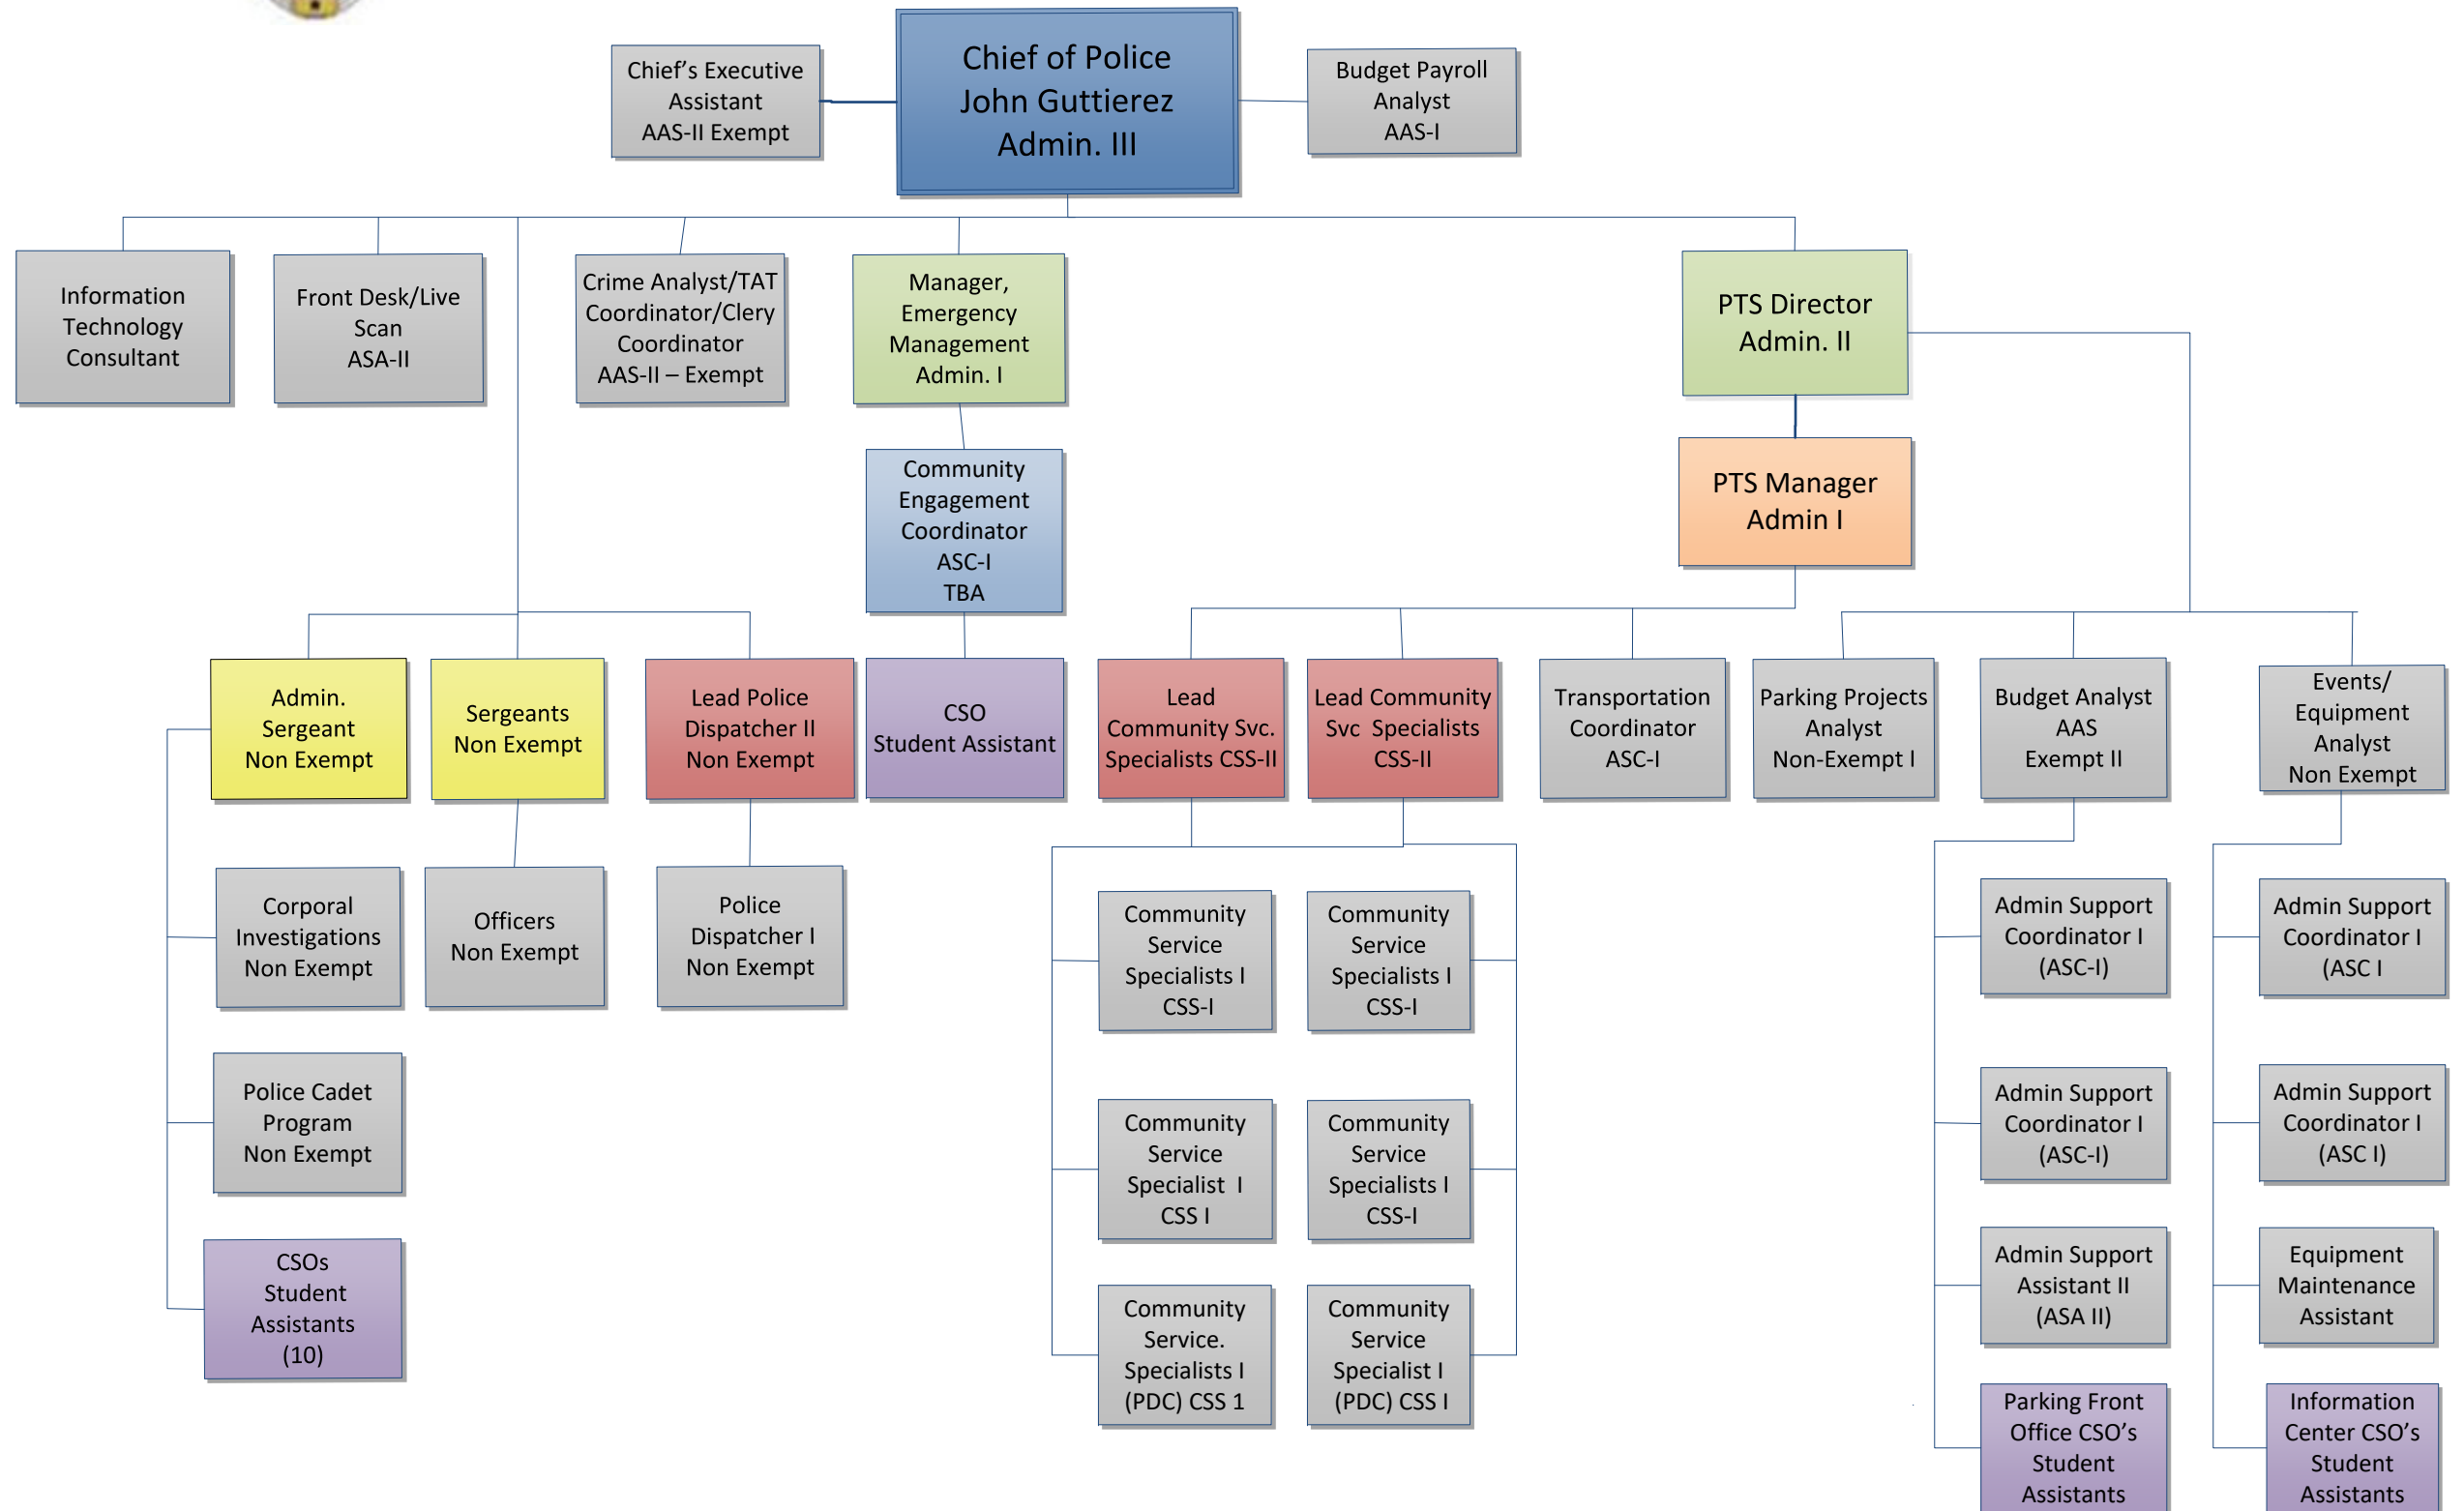 Chief of Police
John Guttierez
Admin. III
Chief's Executive
Assistant
AAS-II Exempt
Budget Payroll
Analyst
AAS-I
Information
Technology
Consultant
Front Desk/Live
Scan
ASA-II
Crime Analyst/TAT
Coordinator/Clery
Coordinator
AAS-II – Exempt
Manager,
Emergency
Management
Admin. I
PTS Director
Admin. II
Community
Engagement
Coordinator
ASC-I
TBA
PTS Manager
Admin I
Admin.
Sergeant
Non Exempt
Sergeants
Non Exempt
Lead Police
Dispatcher II
Non Exempt
CSO
Student Assistant
Lead
Community Svc.
Specialists CSS-II
Lead Community
Svc  Specialists
CSS-II
Transportation
Coordinator
ASC-I
Parking Projects
Analyst
Non-Exempt I
Budget Analyst
AAS
Exempt II
Events/
Equipment
Analyst
Non Exempt
Corporal
Investigations
Non Exempt
Officers
Non Exempt
Police
Dispatcher I
Non Exempt
Community
Service
Specialists I
CSS-I
Community
Service
Specialists I
CSS-I
Admin Support
Coordinator I
(ASC-I)
Admin Support
Coordinator I
(ASC I
Police Cadet
Program
Non Exempt
Community
Service
Specialist  I
CSS I
Community
Service
Specialists I
CSS-I
Admin Support
Coordinator I
(ASC-I)
Admin Support
Coordinator I
(ASC I)
CSOs
Student
Assistants
(10)
Community
Service.
Specialists I
(PDC) CSS 1
Community
Service
Specialist I
(PDC) CSS I
Admin Support
Assistant II
(ASA II)
Equipment
Maintenance
Assistant
Parking Front
Office CSO's
Student
Assistants
Information
Center CSO's
Student
Assistants